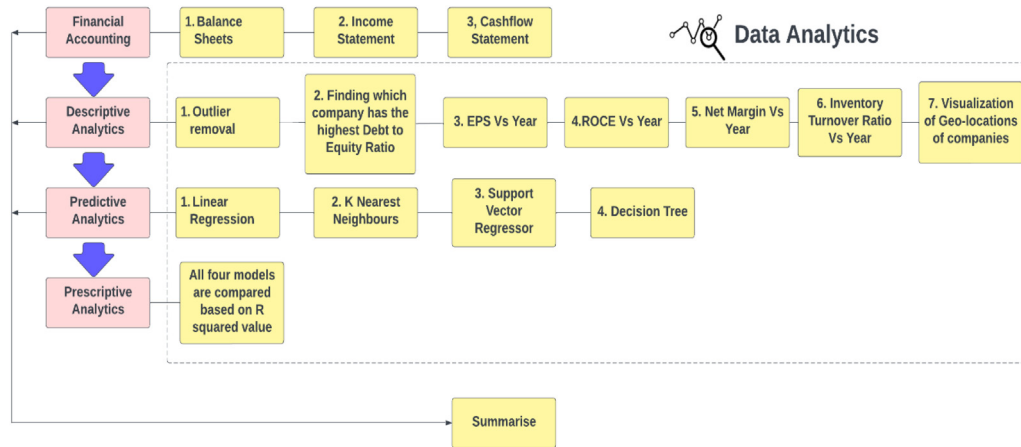 Financial
Accounting
1. Balance
Sheets
2. Income
Statement
3, Cashflow
Statement
Data Analytics
Descriptive
Analytics
1. Outlier
removal
2. Finding which
company has the
highest Debt to
Equity Ratio
3. EPS Vs Year
4.ROCE Vs Year
5. Net Margin Vs
Year
6. Inventory
Turnover Ratio
Vs Year
7. Visualization
of Geo-locations
of companies
Predictive
Analytics
1. Linear
Regression
2. K Nearest
Neighbours
3. Support
Vector
Regressor
4. Decision Tree
Prescriptive
Analytics
All four models
are compared
based on R
squared value
Summarise